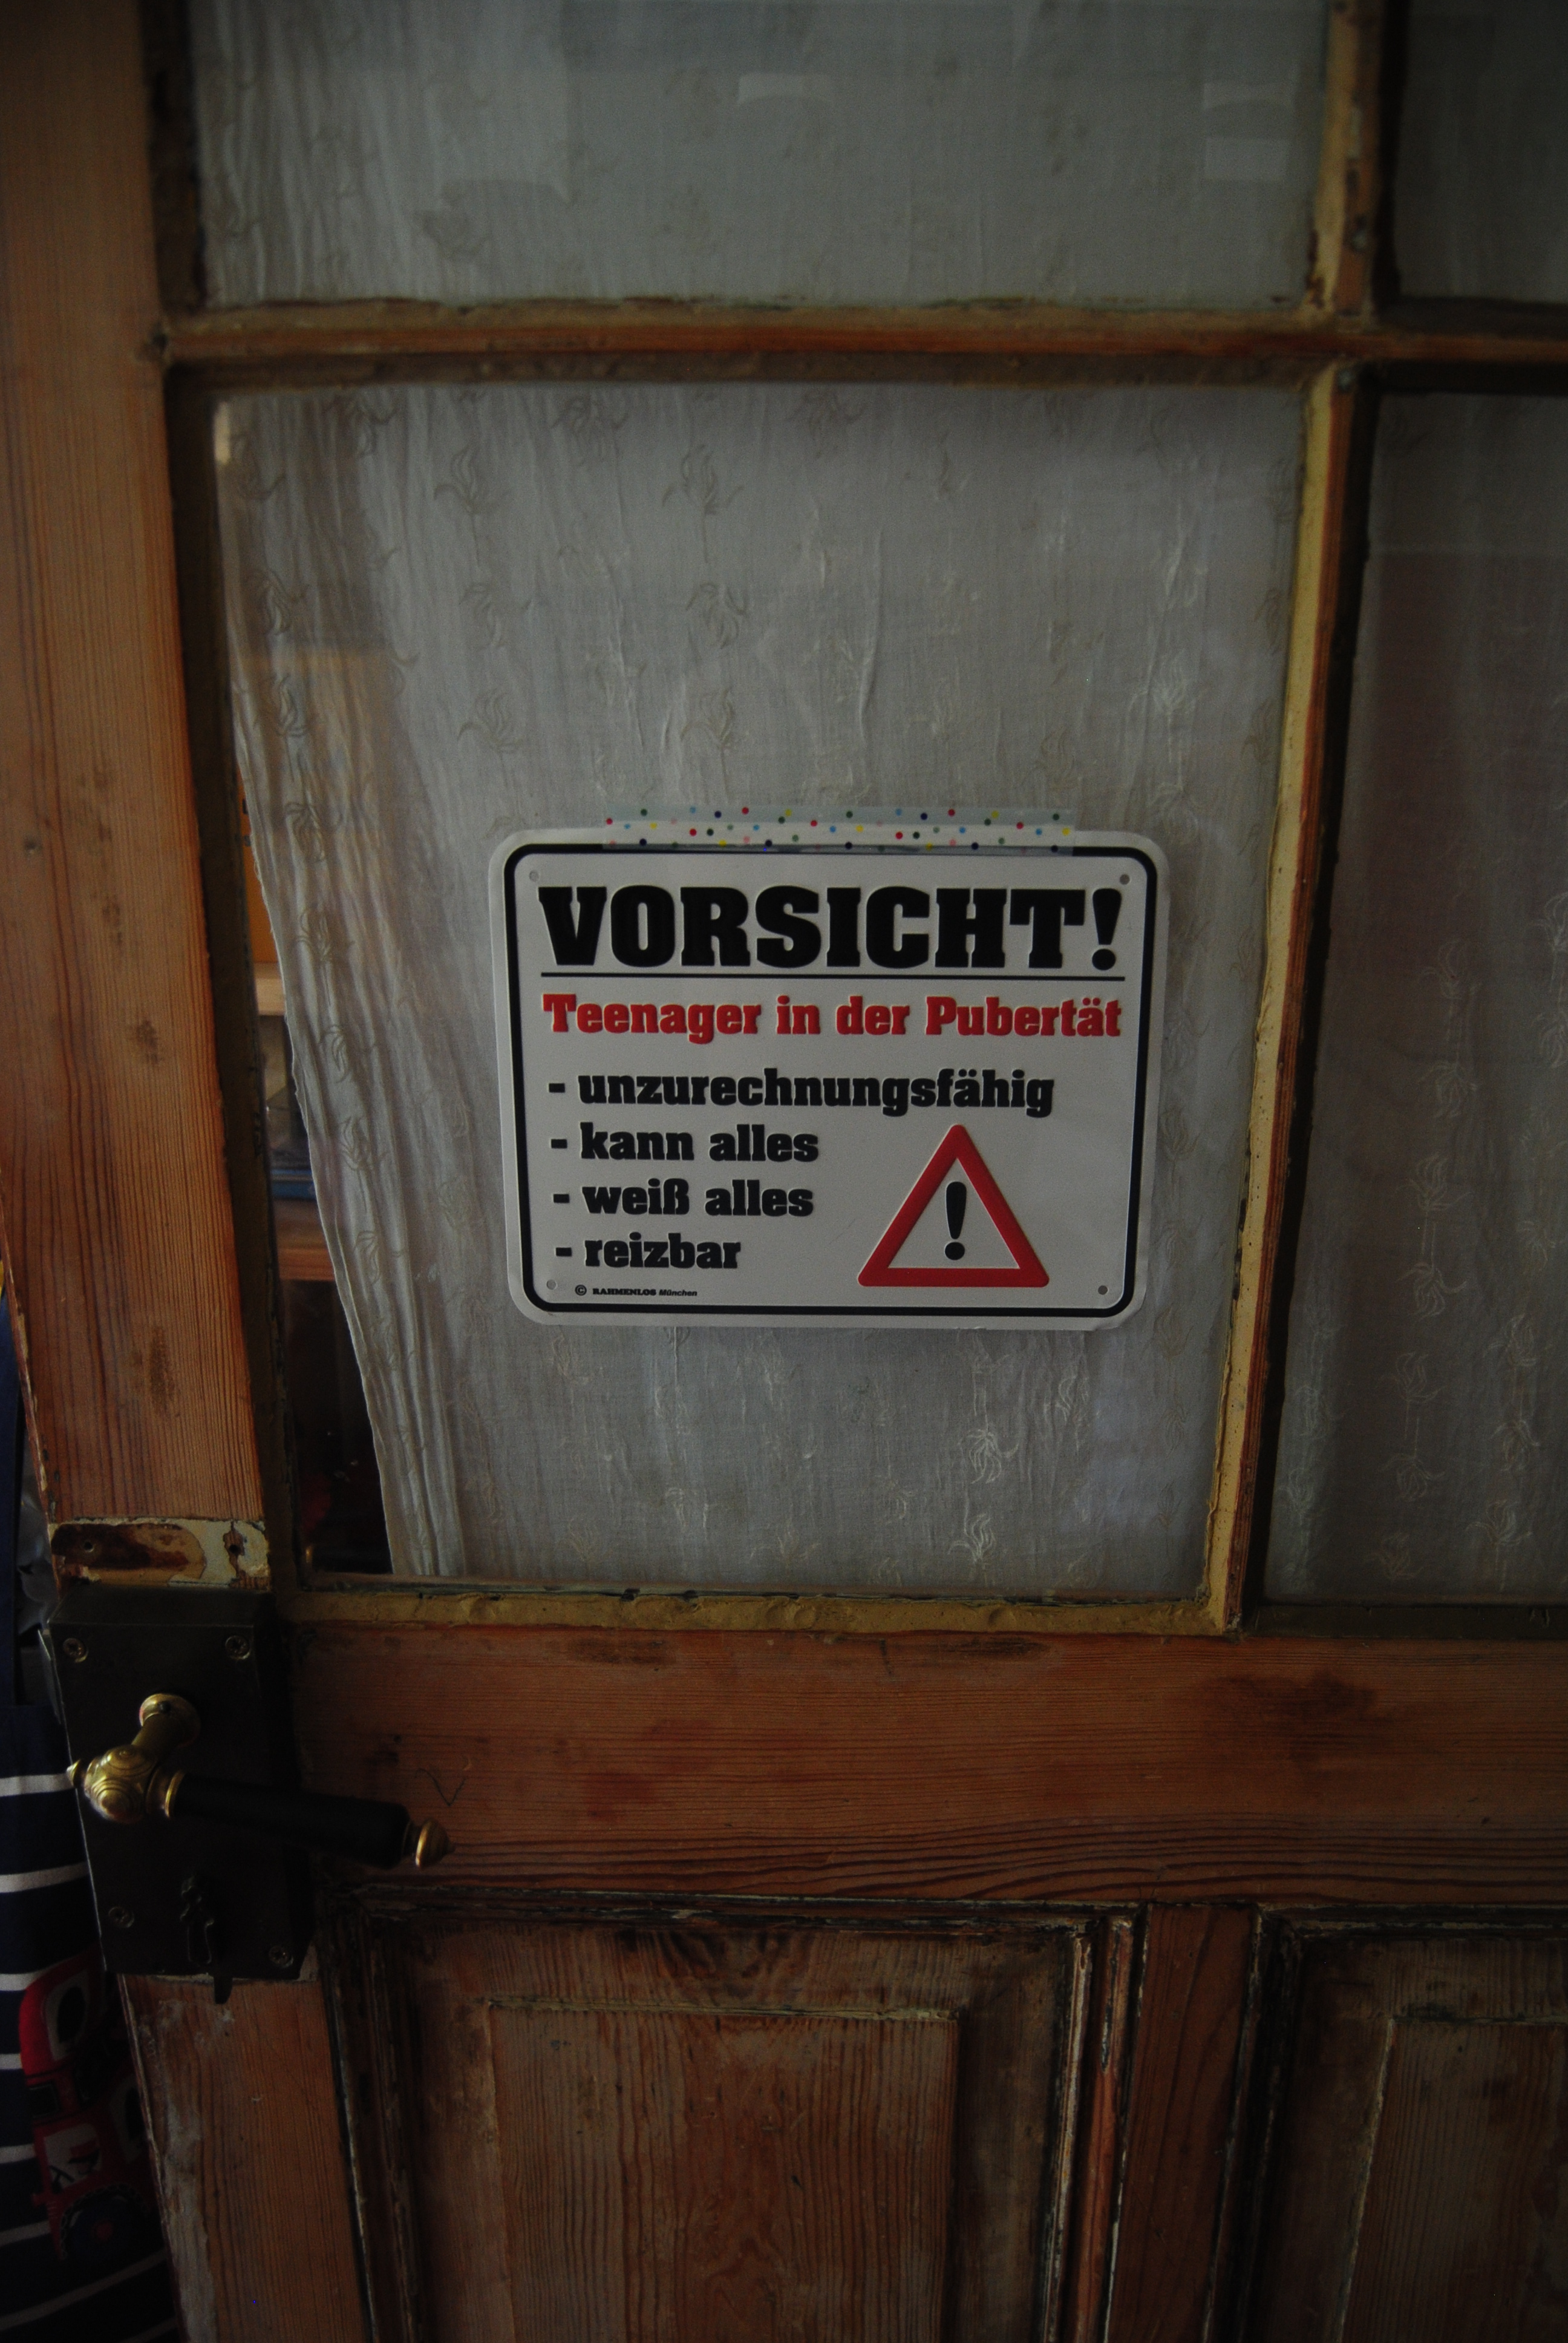 VORSICHT!
Teenager in der Pubertät
- unzurechnungsfähig
- kann alles
- weiß alles
- reizbar
© RAHMENLOS München